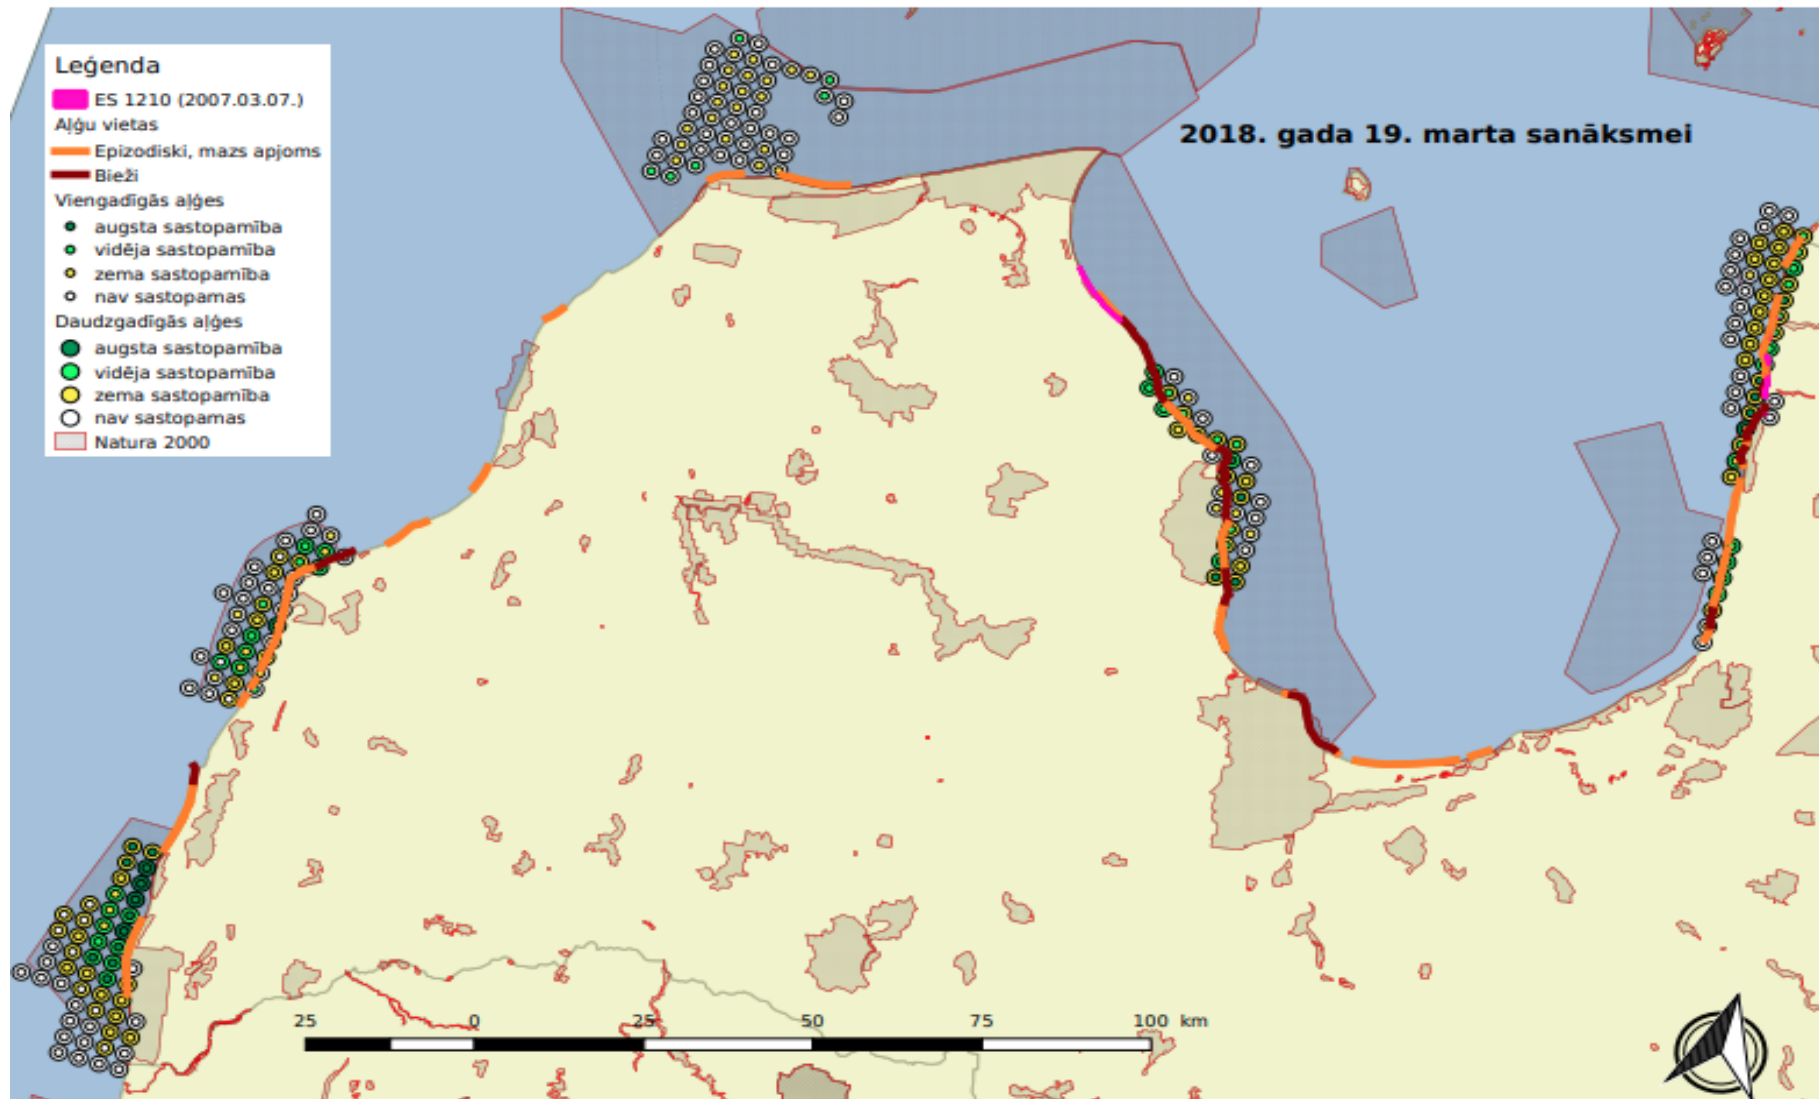 Leģenda
ES 1210 (2007.03.07.)
Aļģu vietas
Epizodiski, mazs apjoms
Bieži
Viengadīgās aļģes
augsta sastopamība
vidēja sastopamība
zema sastopamība
nav sastopamas
Daudzgadīgās aļģes
augsta sastopamība
vidēja sastopamība
zema sastopamība
nav sastopamas
Natura 2000
2018. gada 19. marta sanāksmei
25 0 25 50 75 100 km